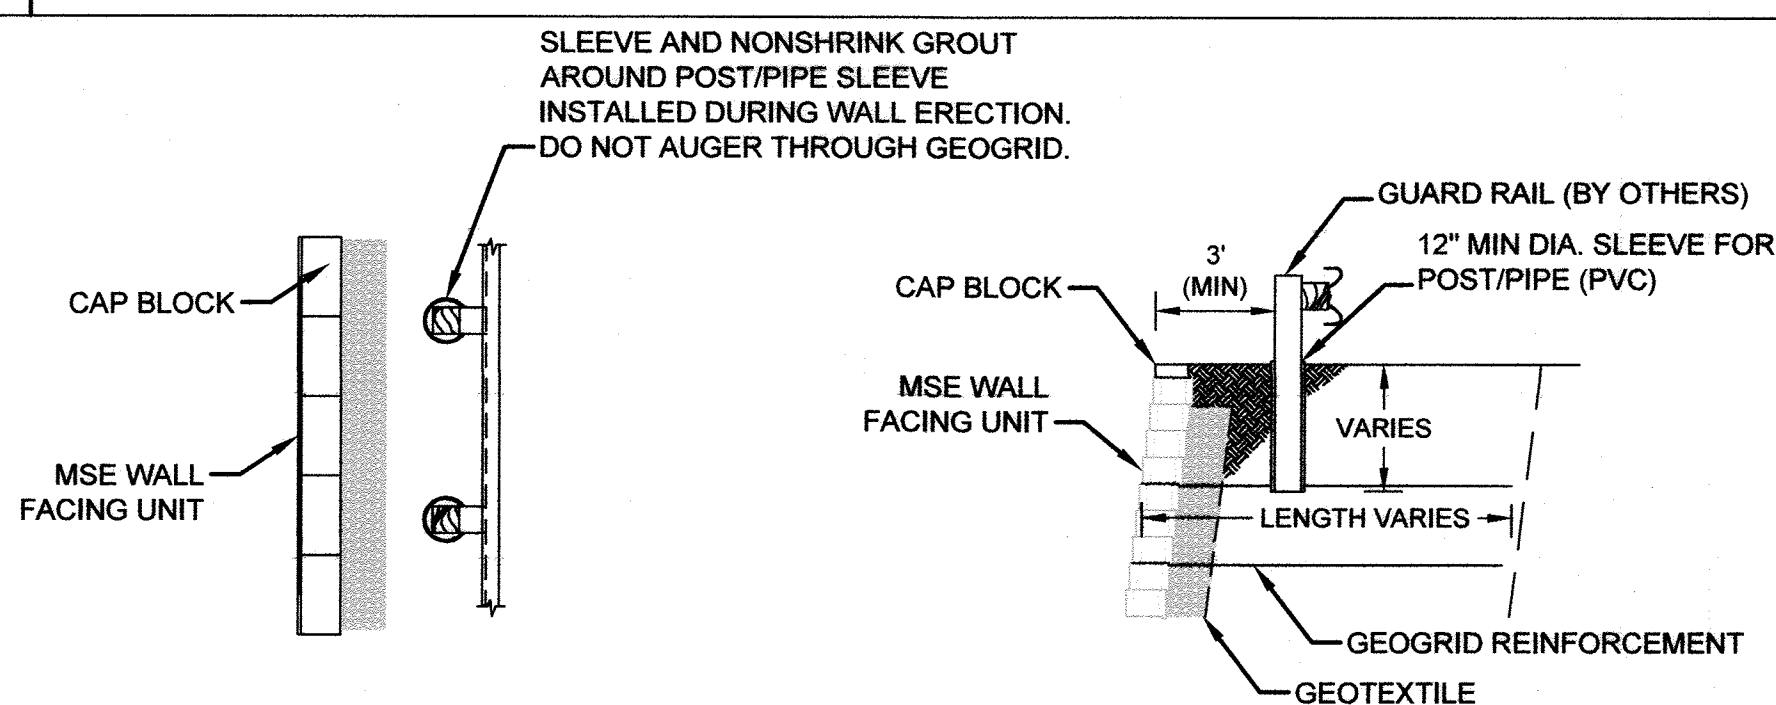 SLEEVE AND NONSHRINK GROUT
AROUND POST/PIPE SLEEVE
INSTALLED DURING WALL ERECTION.
DO NOT AUGER THROUGH GEOGRID.
CAP BLOCK
MSE WALL
FACING UNIT
GUARD RAIL (BY OTHERS)
12" MIN DIA. SLEEVE FOR
POST/PIPE (PVC)
3'
(MIN)
CAP BLOCK
MSE WALL
FACING UNIT
VARIES
LENGTH VARIES
GEOGRID REINFORCEMENT
GEOTEXTILE